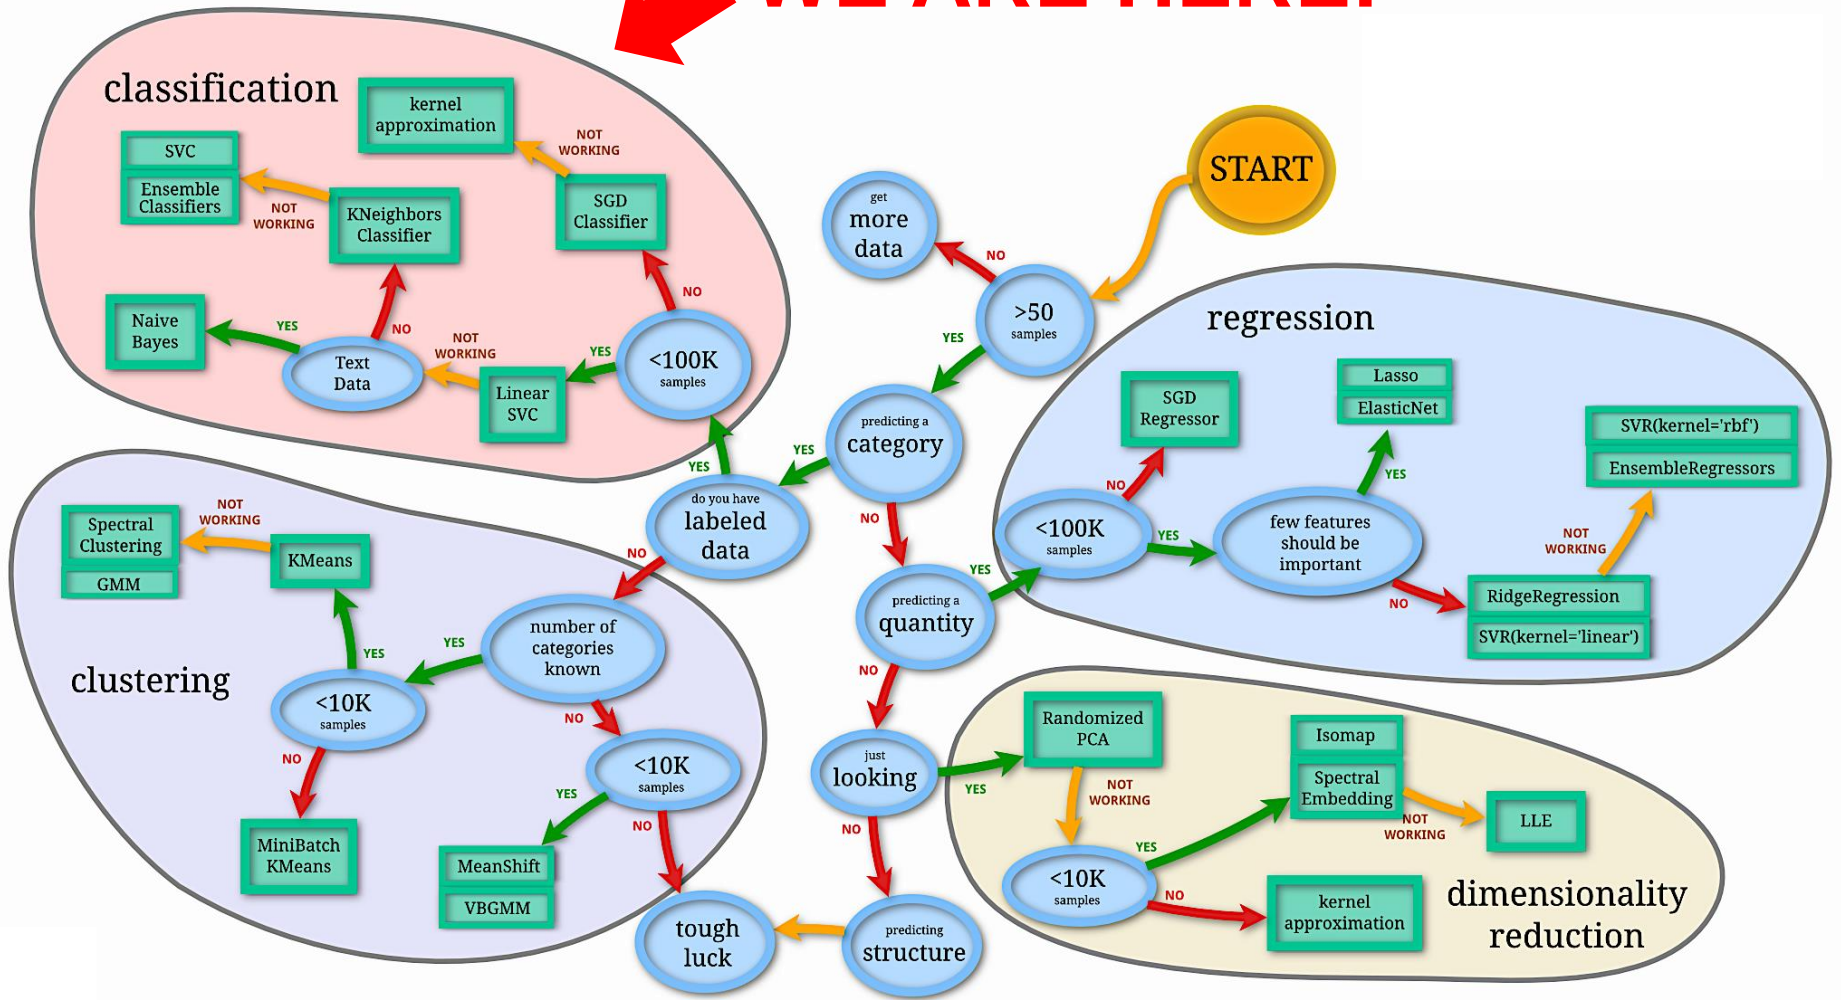 WE ARE HERE!
classification
kernel
approximation
NOT
WORKING
SVC
Ensemble
Classifiers
NOT
WORKING
KNeighbors
Classifier
SGD
Classifier
NO
NO
Naive
Bayes
YES
Text
Data
NOT
WORKING
Linear
SVC
YES
<100K
samples
START
get
more
data
NO
>50
samples
YES
predicting a
category
YES
NO
do you have
labeled
data
YES
NO
predicting a
quantity
YES
NO
just
looking
YES
NO
predicting
structure
tough
luck
regression
SGD
Regressor
NO
<100K
samples
YES
few features
should be
important
YES
Lasso
ElasticNet
NO
RidgeRegression
SVR(kernel='linear')
NOT
WORKING
SVR(kernel='rbf')
EnsembleRegressors
clustering
Spectral
Clustering
GMM
NOT
WORKING
KMeans
YES
<10K
samples
NO
MiniBatch
KMeans
YES
number of
categories
known
NO
<10K
samples
YES
NO
MeanShift
VBGMM
Randomized
PCA
NOT
WORKING
<10K
samples
YES
NO
Isomap
Spectral
Embedding
NOT
WORKING
LLE
kernel
approximation
dimensionality
reduction